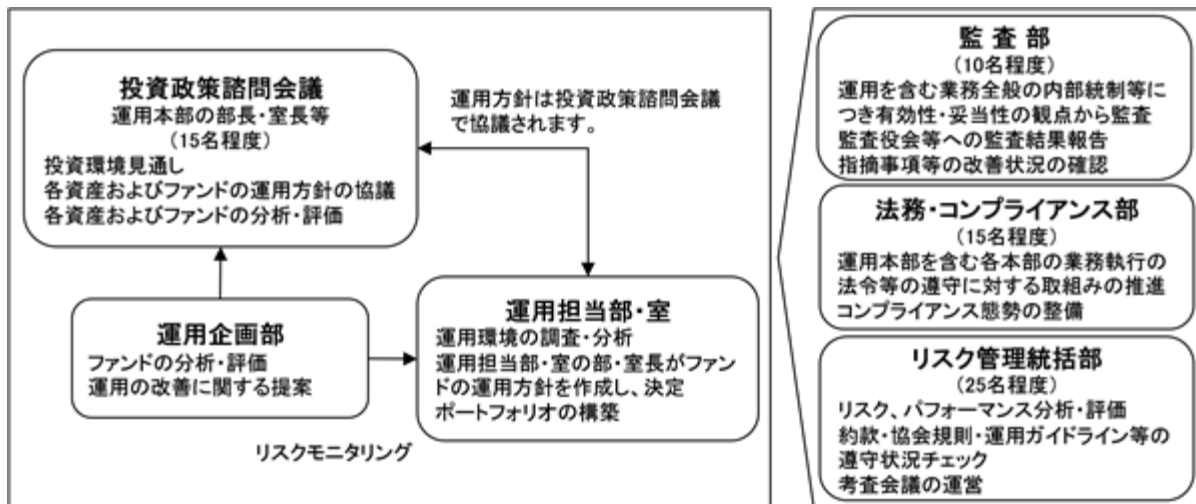 投資政策諮問会議
運用本部の部長・室長等
(15名程度)
投資環境見通し
各資産およびファンドの運用方針の協議
各資産およびファンドの分析・評価
運用方針は投資政策諮問会議
で協議されます。
運用企画部
ファンドの分析・評価
運用の改善に関する提案
運用担当部・室
運用環境の調査・分析
運用担当部・室の部・室長がファン
ドの運用方針を作成し、決定
ポートフォリオの構築
リスクモニタリング
監 査 部
(10名程度)
運用を含む業務全般の内部統制等に
つき有効性・妥当性の観点から監査
監査役会等への監査結果報告
指摘事項等の改善状況の確認
法務・コンプライアンス部
(15名程度)
運用本部を含む各本部の業務執行の
法令等の遵守に対する取組みの推進
コンプライアンス態勢の整備
リスク管理統括部
(25名程度)
リスク、パフォーマンス分析・評価
約款・協会規則・運用ガイドライン等の
遵守状況チェック
考査会議の運営